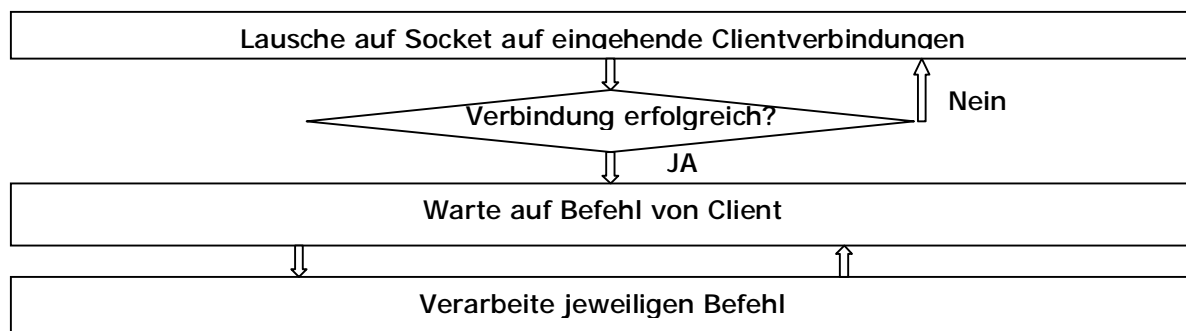 Lausche auf Socket auf eingehende Clientverbindungen
Verbindung erfolgreich?
Nein
JA
Warte auf Befehl von Client
Verarbeite jeweiligen Befehl